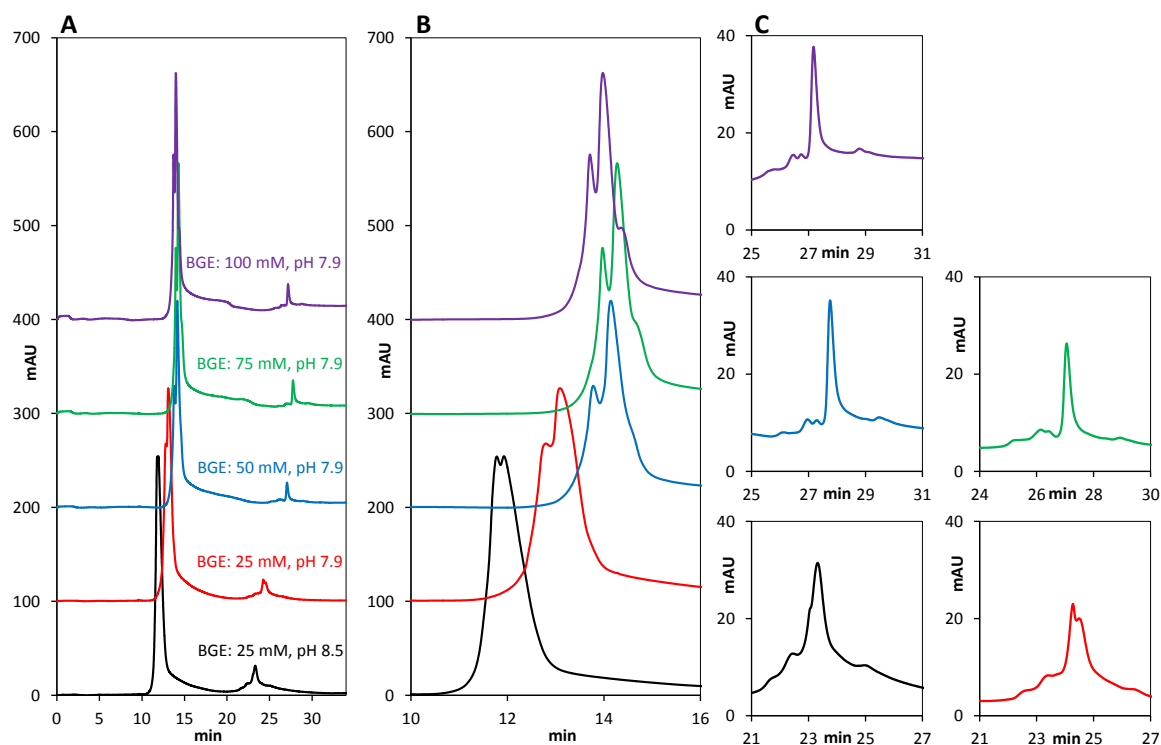 A
700
600
500
400
300
200
100
0
mAU
BGE: 100 mM, pH 7.9
BGE: 75 mM, pH 7.9
BGE: 50 mM, pH 7.9
BGE: 25 mM, pH 7.9
BGE: 25 mM, pH 8.5
0 5 10 15 20 25 30
min
B
700
600
500
400
300
200
100
0
mAU
10 12 14 16
min
C
40
20
0
mAU
25 27 min 29 31
40
20
0
mAU
25 27 min 29 31
40
20
0
mAU
24 26 min 28 30
40
20
0
mAU
21 23 min 25 27
40
20
0
mAU
21 23 min 25 27